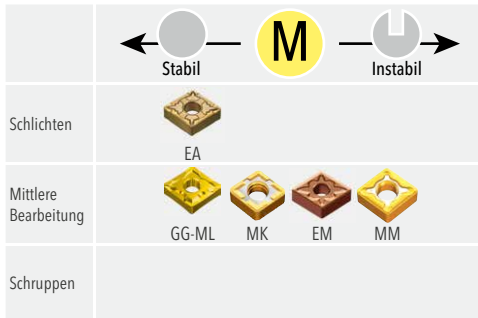 M
Stabil
Instabil
Schlichten
EA
Mittlere
Bearbeitung
GG-ML
MK
EM
MM
Schruppen